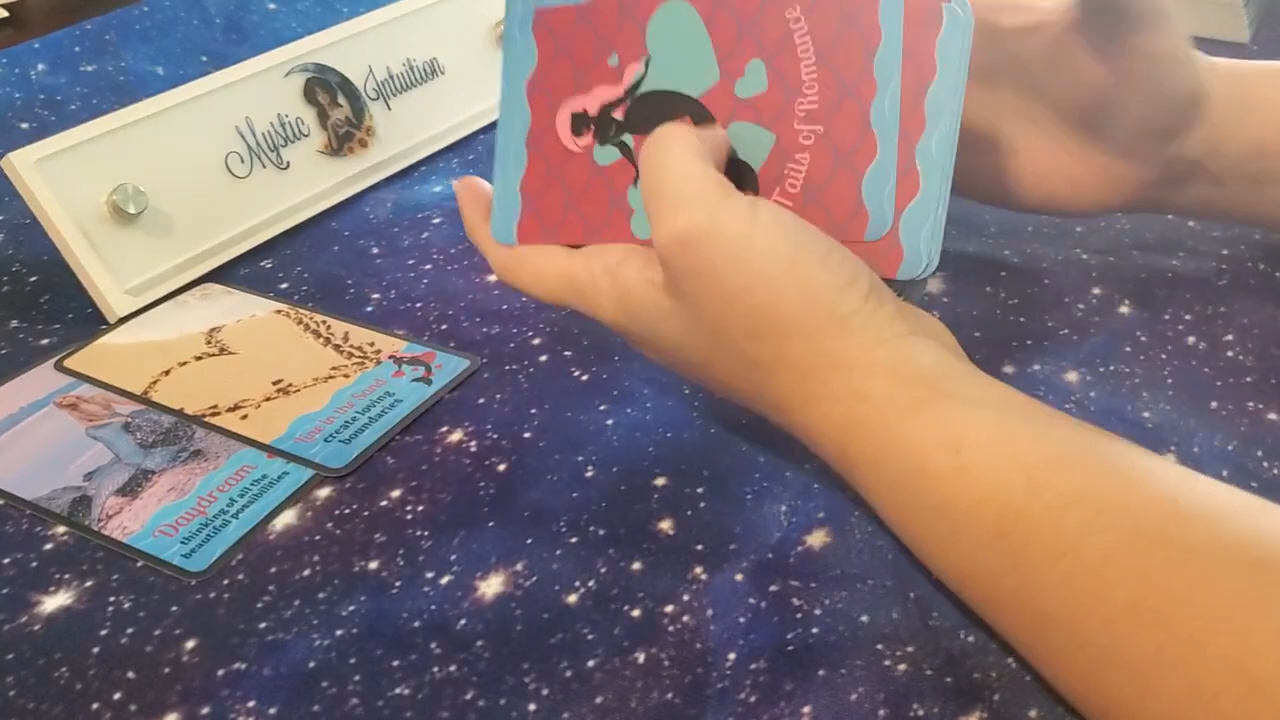 Mystic Intuition
Tails of Romance
Line in the Sand
create loving
boundaries
Daydream
thinking of all the
beautiful possibilities